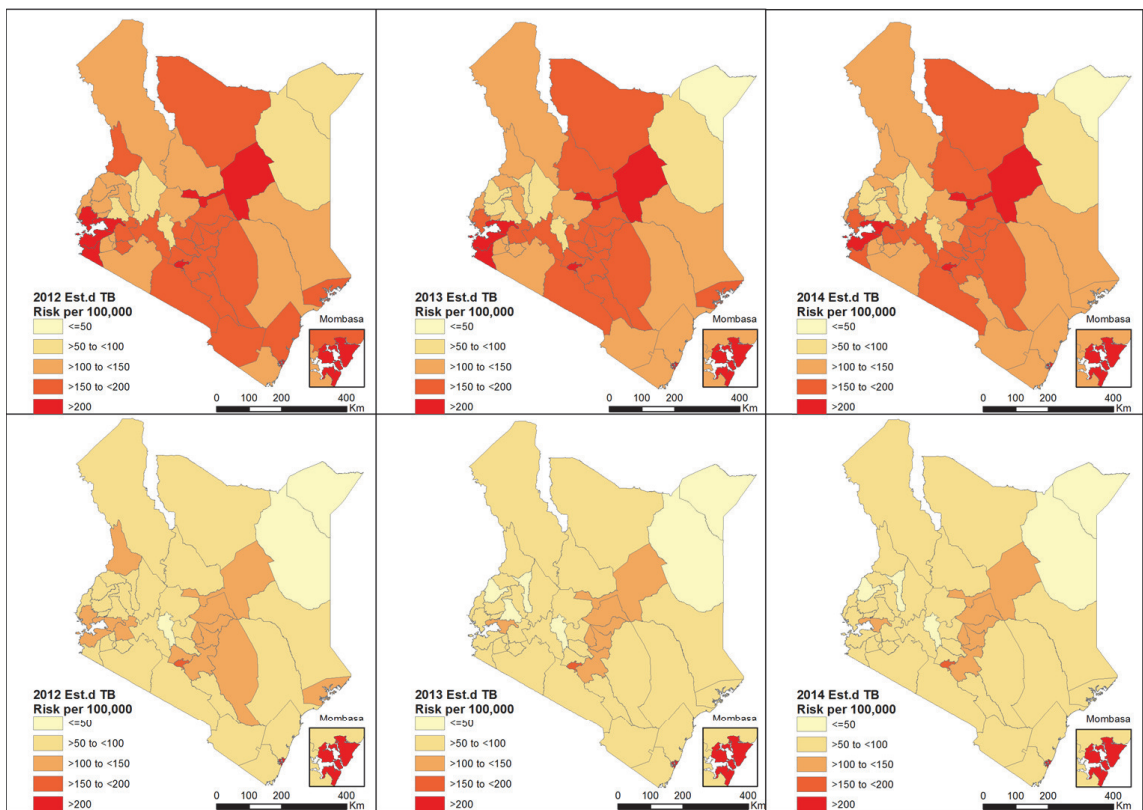 Mombasa
2012 Est.d TB
Risk per 100,000
<=50
>50 to <100
>100 to <150
>150 to <200
>200
0 200 400
Km
Mombasa
2013 Est.d TB
Risk per 100,000
<=50
>50 to <100
>100 to <150
>150 to <200
>200
0 200 400
Km
Mombasa
2014 Est.d TB
Risk per 100,000
<=50
>50 to <100
>100 to <150
>150 to <200
>200
0 200 400
Km
Mombasa
2012 Est.d TB
Risk per 100,000
<=50
>50 to <100
>100 to <150
>150 to <200
>200
0 200 400
Km
Mombasa
2013 Est.d TB
Risk per 100,000
<=50
>50 to <100
>100 to <150
>150 to <200
>200
0 200 400
Km
Mombasa
2014 Est.d TB
Risk per 100,000
<=50
>50 to <100
>100 to <150
>150 to <200
>200
0 200 400
Km